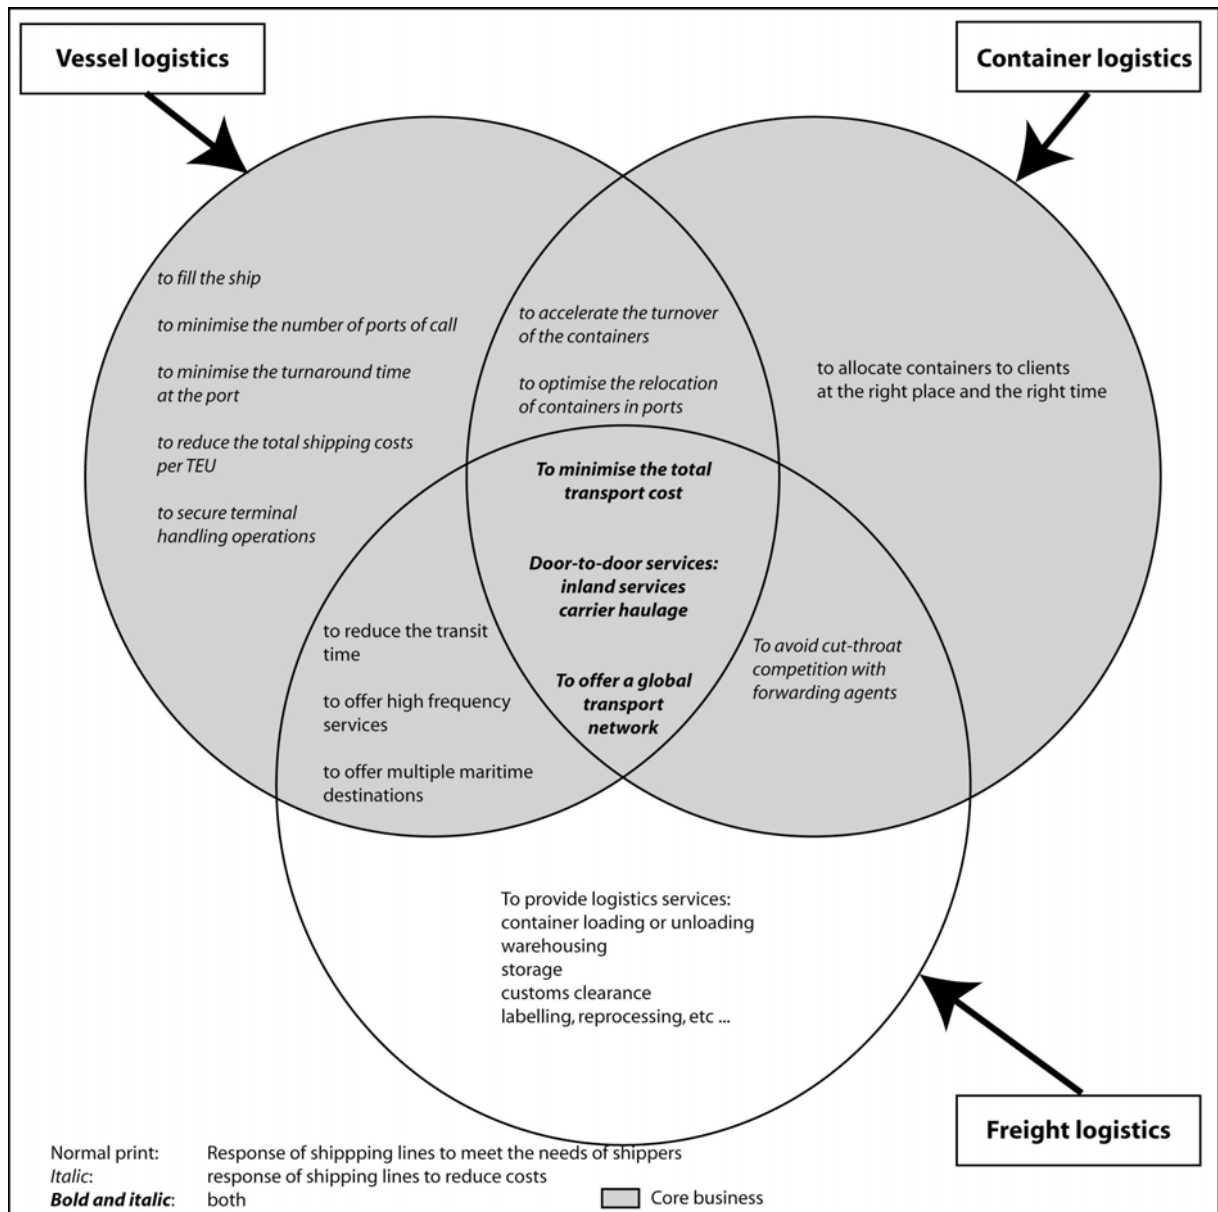 Vessel logistics
Container logistics
to fill the ship
to minimise the number of ports of call
to minimise the turnaround time
at the port
to reduce the total shipping costs
per TEU
to secure terminal
handling operations
to accelerate the turnover
of the containers
to optimise the relocation
of containers in ports
to allocate containers to clients
at the right place and the right time
To minimise the total
transport cost
Door-to-door services:
inland services
carrier haulage
To offer a global
transport
network
to reduce the transit
time
to offer high frequency
services
to offer multiple maritime
destinations
To avoid cut-throat
competition with
forwarding agents
To provide logistics services:
container loading or unloading
warehousing
storage
customs clearance
labelling, reprocessing, etc ...
Freight logistics
Normal print: Response of shippping lines to meet the needs of shippers
Italic: response of shipping lines to reduce costs
Bold and italic: both
Core business